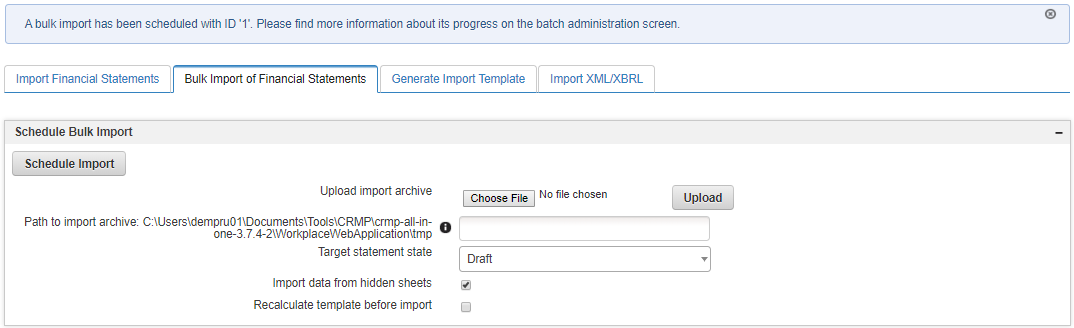 A bulk import has been scheduled with ID '1'. Please find more information about its progress on the batch administration screen.
Import Financial Statements
Bulk Import of Financial Statements
Generate Import Template
Import XML/XBRL
Schedule Bulk Import
Schedule Import
Upload import archive
Choose File No file chosen
Upload
Path to import archive: C:\Users\dempru01\Documents\Tools\CRMP\crmp-all-in-
one-3.7.4-2\WorkplaceWebApplication\tmp
Target statement state
Draft
Import data from hidden sheets
Recalculate template before import